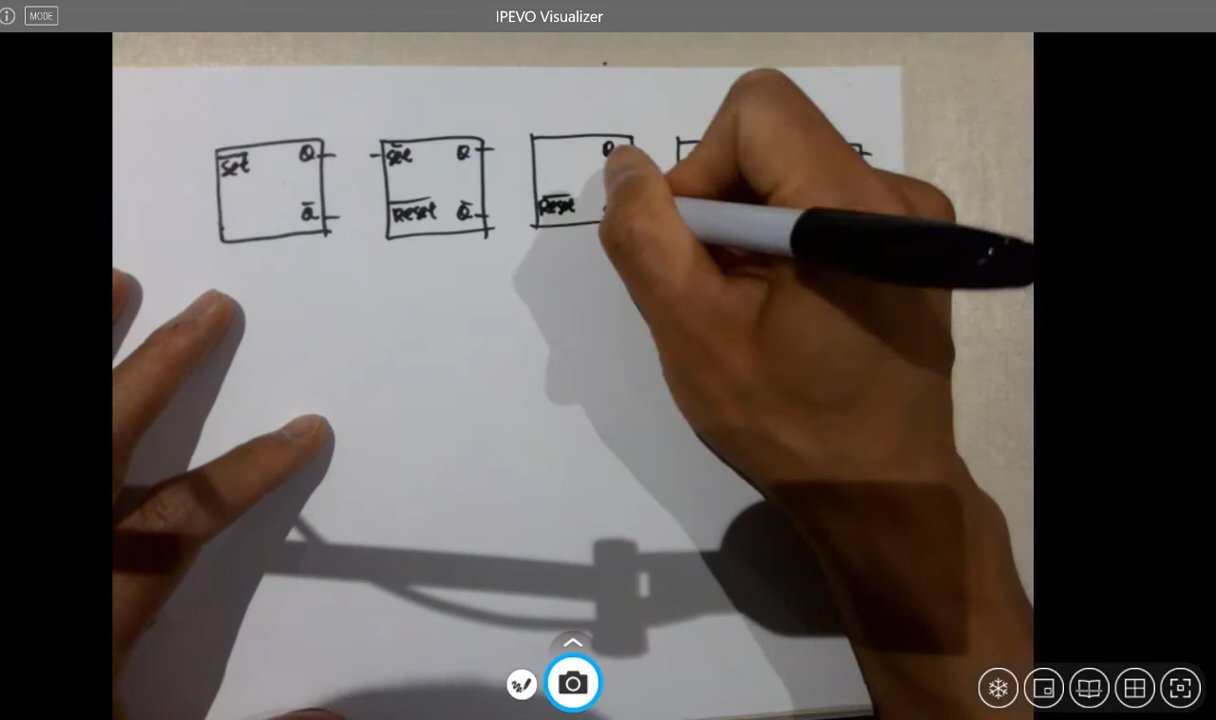 MODE
IPEVO Visualizer
S̅e̅t̅ Q
Q̅
S̅e̅t̅ Q
R̅e̅s̅e̅t̅ Q̅
Q
R̅e̅s̅e̅t̅